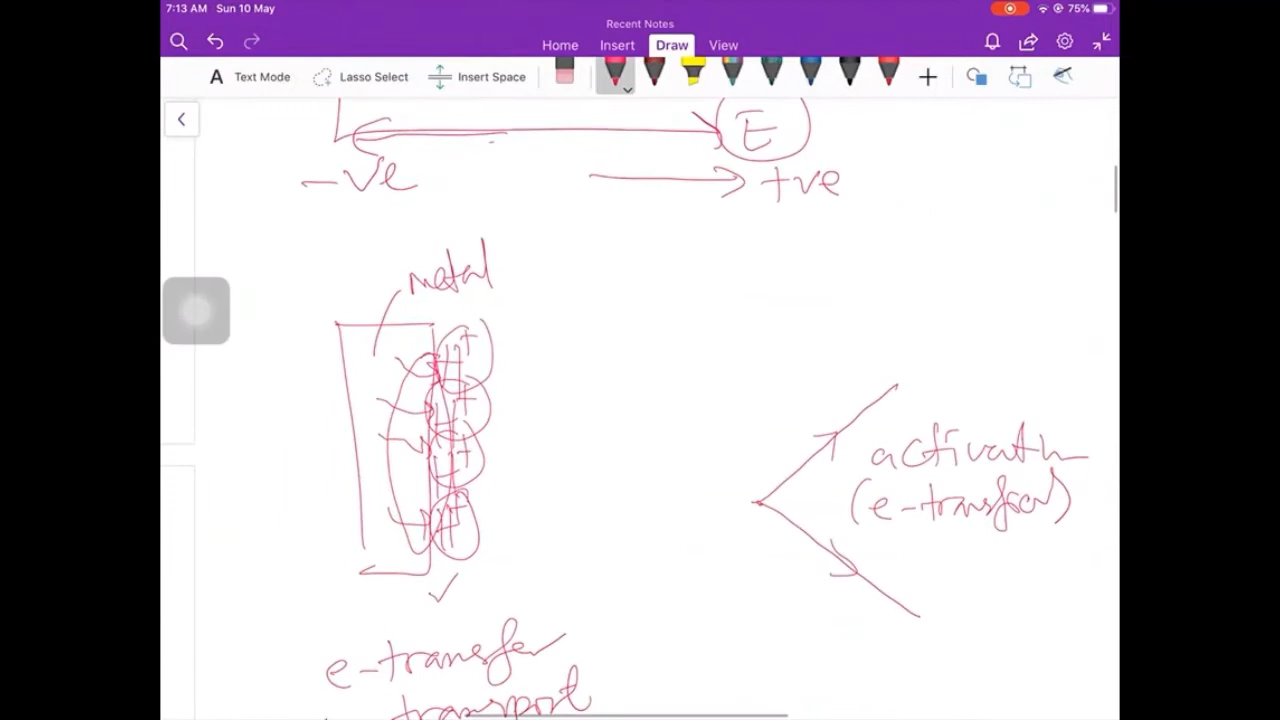 7:13 AM Sun 10 May
75%
Recent Notes
Home Insert Draw View
A Text Mode Lasso Select Insert Space
E
-ve
+ve
metal
H+
H+
H+
H+
activatn
(e-transfer)
e-transfer
transport